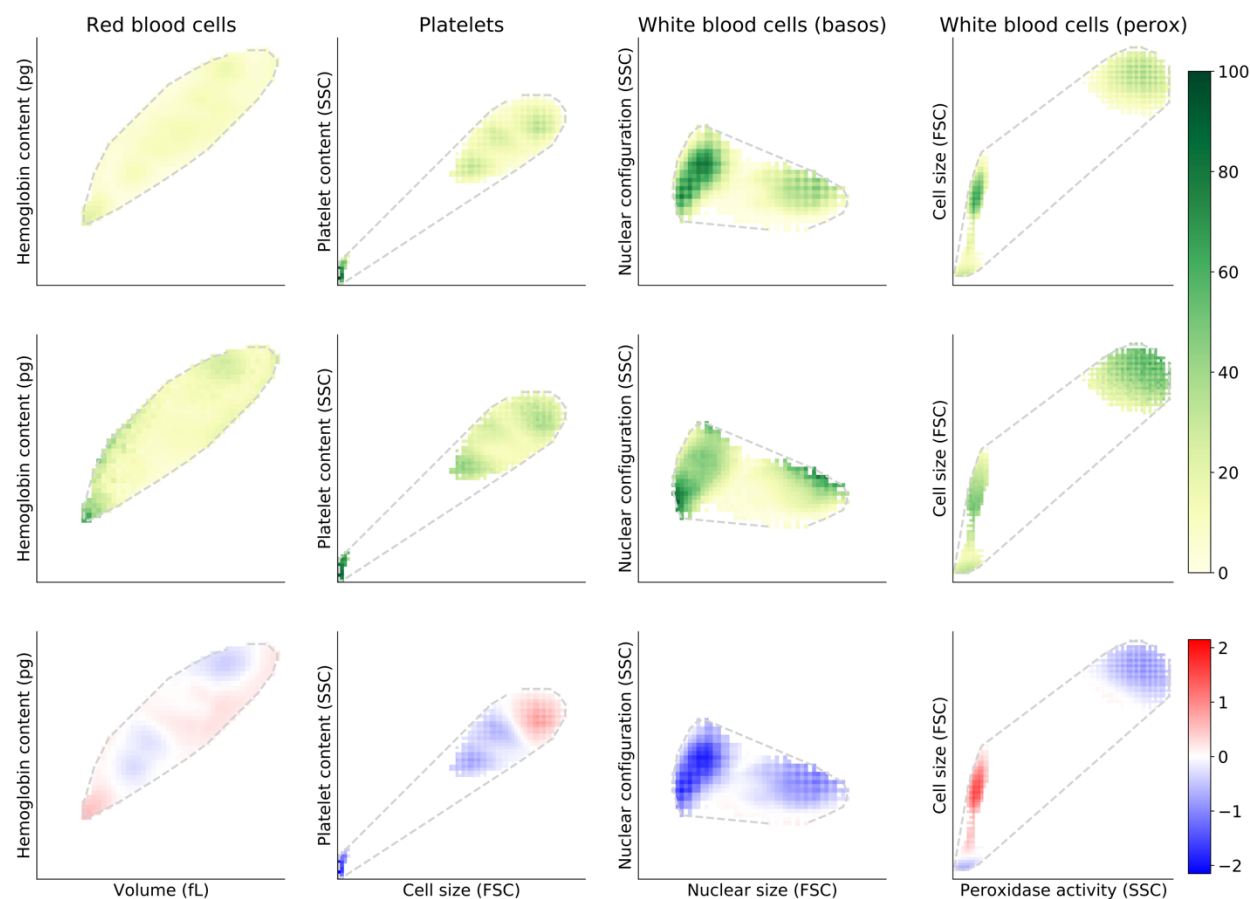 Red blood cells
Platelets
White blood cells (basos)
White blood cells (perox)
Hemoglobin content (pg)
Platelet content (SSC)
Nuclear configuration (SSC)
Cell size (FSC)
100
80
60
40
20
0
Hemoglobin content (pg)
Platelet content (SSC)
Nuclear configuration (SSC)
Cell size (FSC)
Hemoglobin content (pg)
Platelet content (SSC)
Nuclear configuration (SSC)
Cell size (FSC)
2
1
0
−1
−2
Volume (fL)
Cell size (FSC)
Nuclear size (FSC)
Peroxidase activity (SSC)